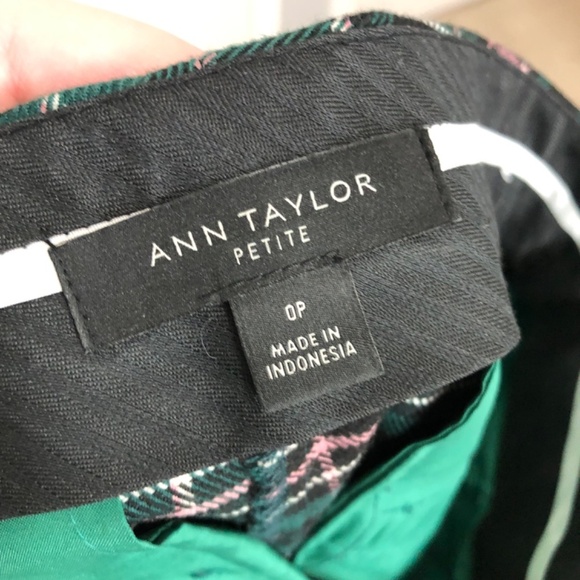 ANN TAYLOR
PETITE
0P
MADE IN
INDONESIA